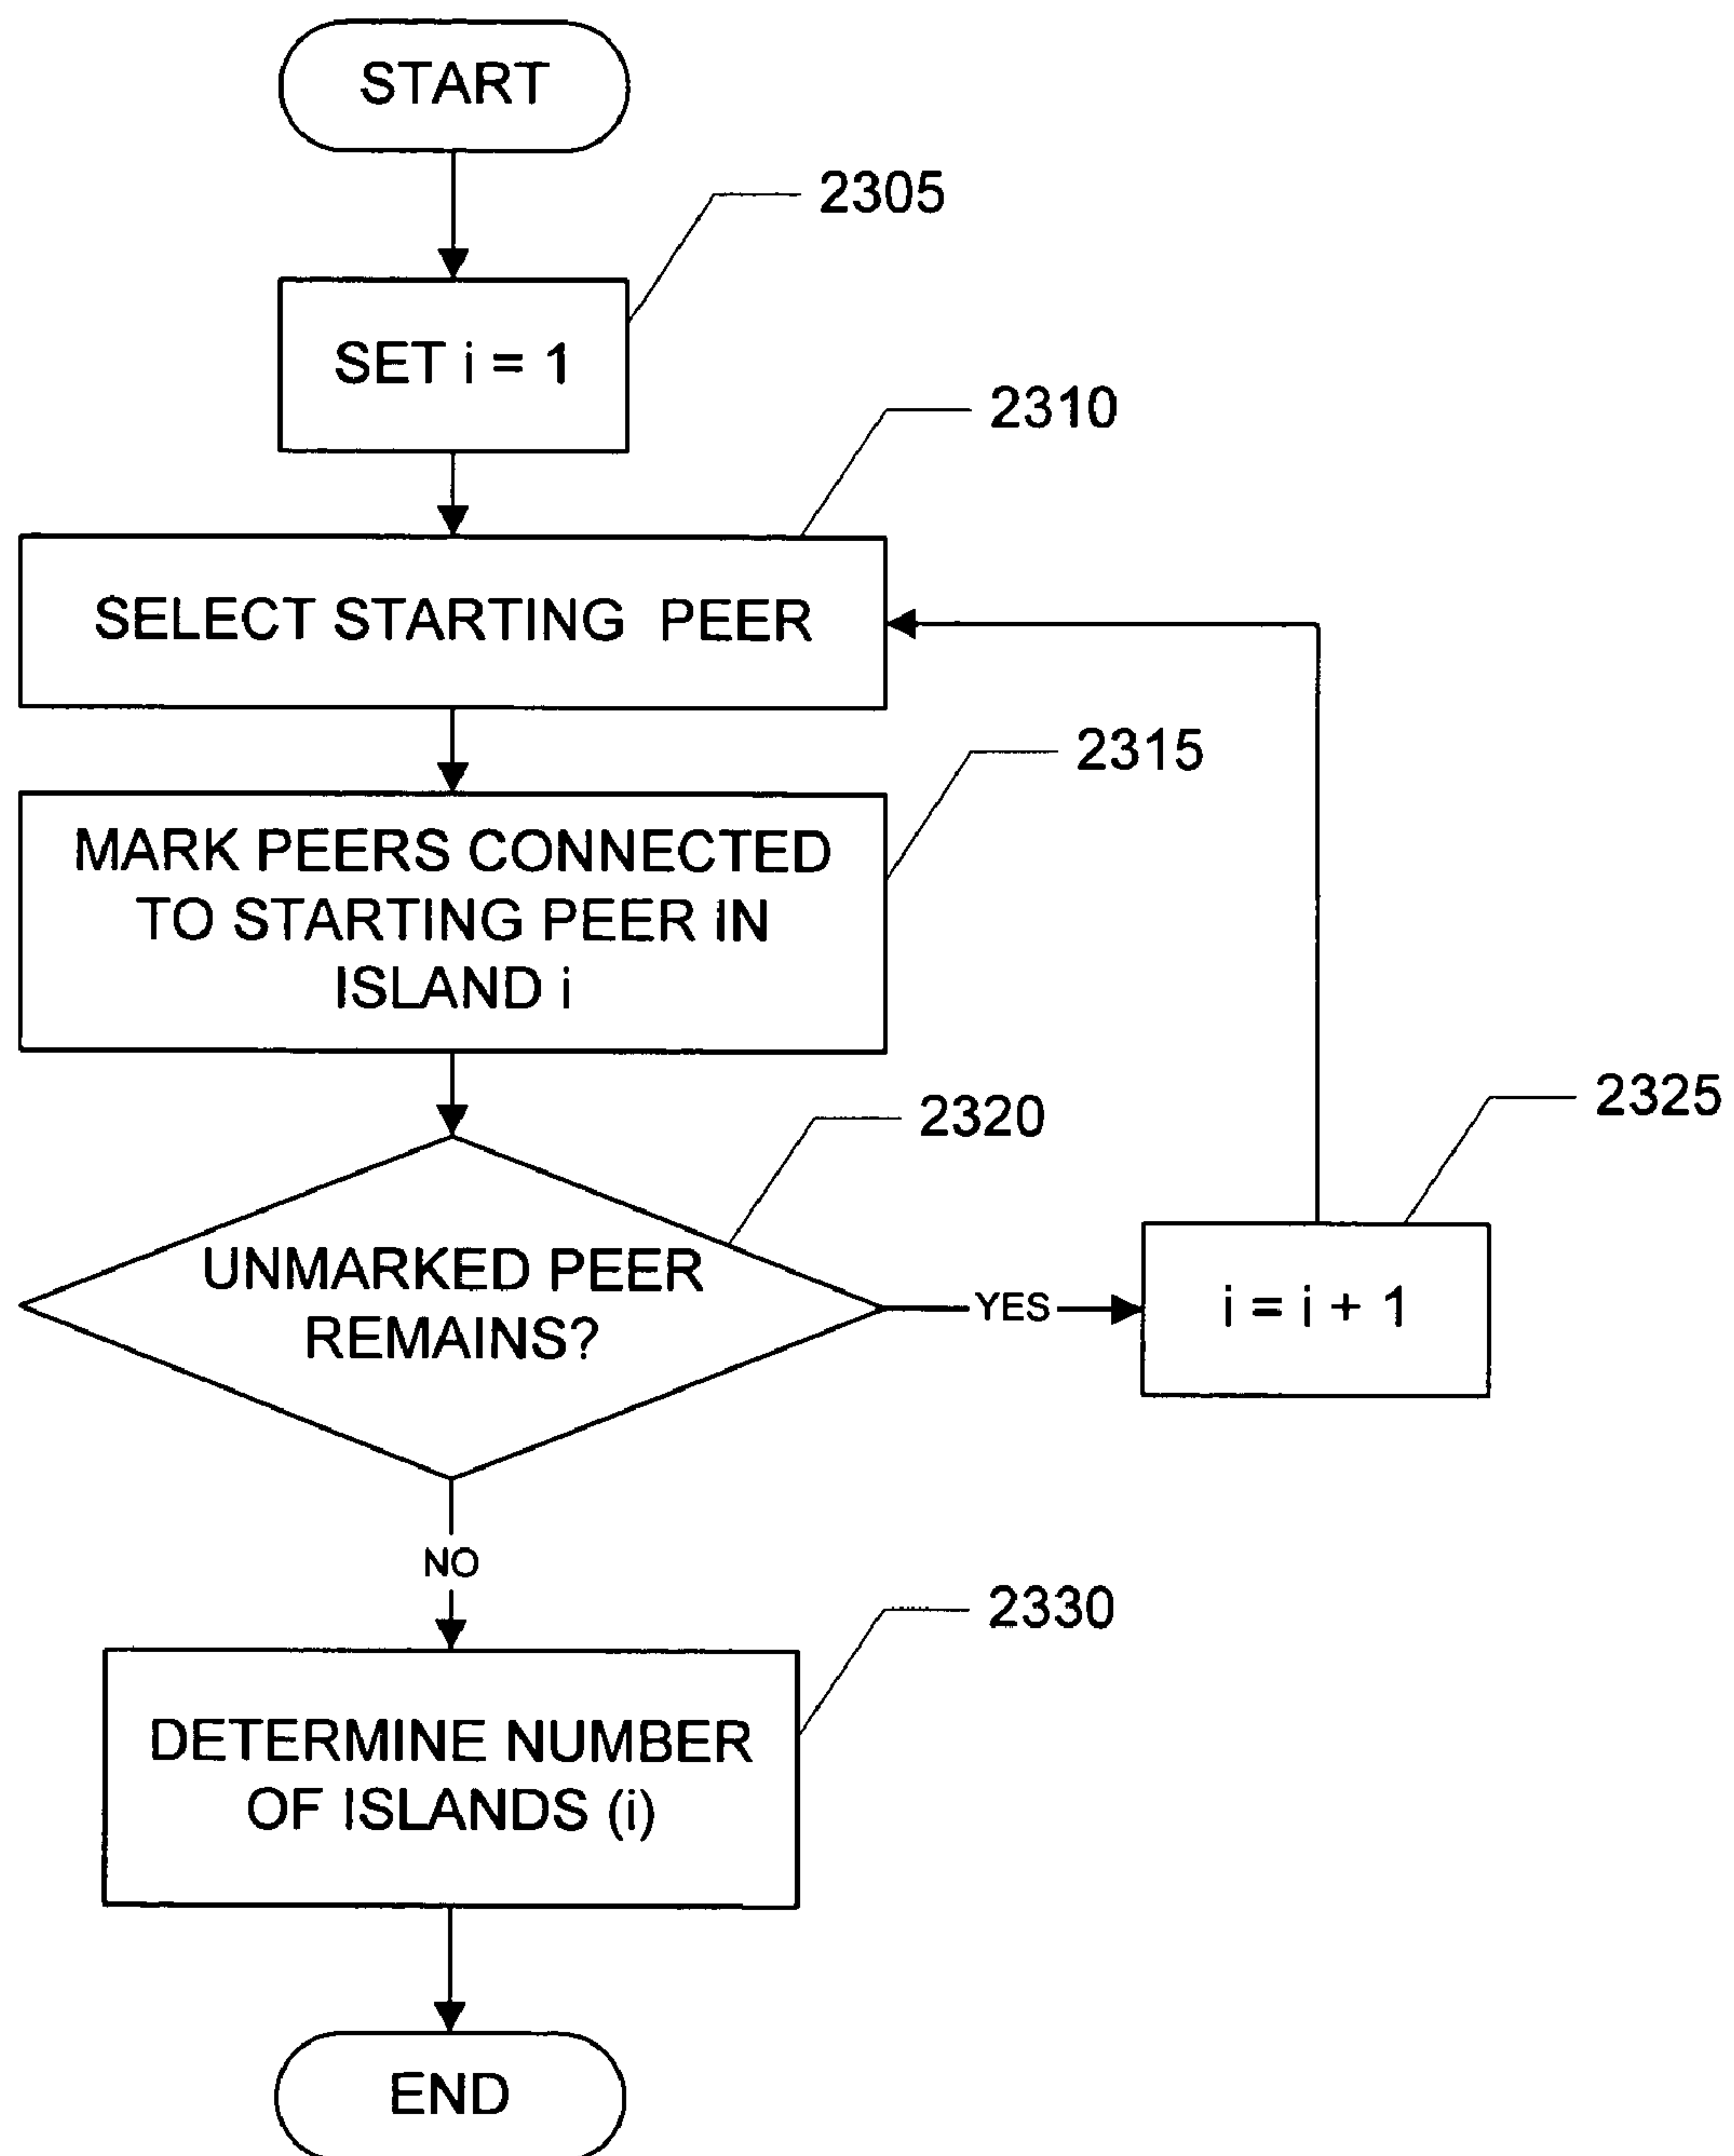 START
2305
SET i = 1
2310
SELECT STARTING PEER
2315
MARK PEERS CONNECTED
TO STARTING PEER IN
ISLAND i
2320
2325
UNMARKED PEER
REMAINS?
YES
i = i + 1
NO
2330
DETERMINE NUMBER
OF ISLANDS (i)
END